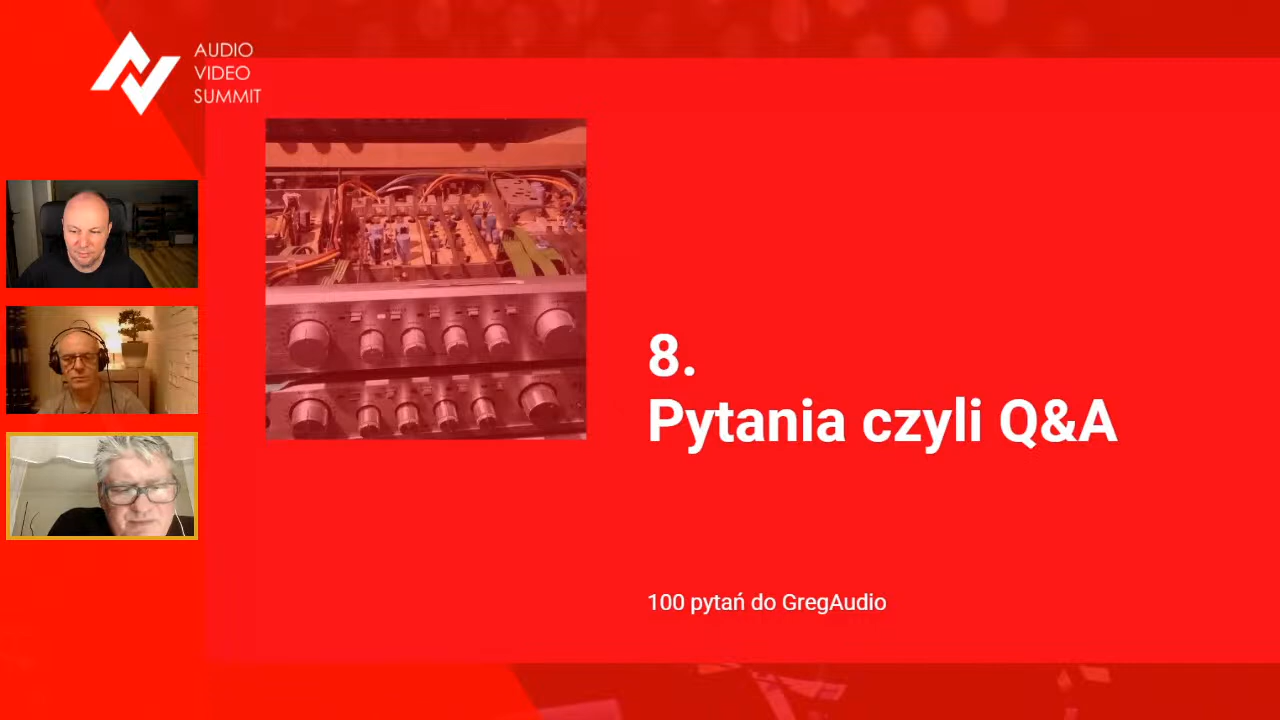 AUDIO
VIDEO
SUMMIT
8.
Pytania czyli Q&A
100 pytań do GregAudio